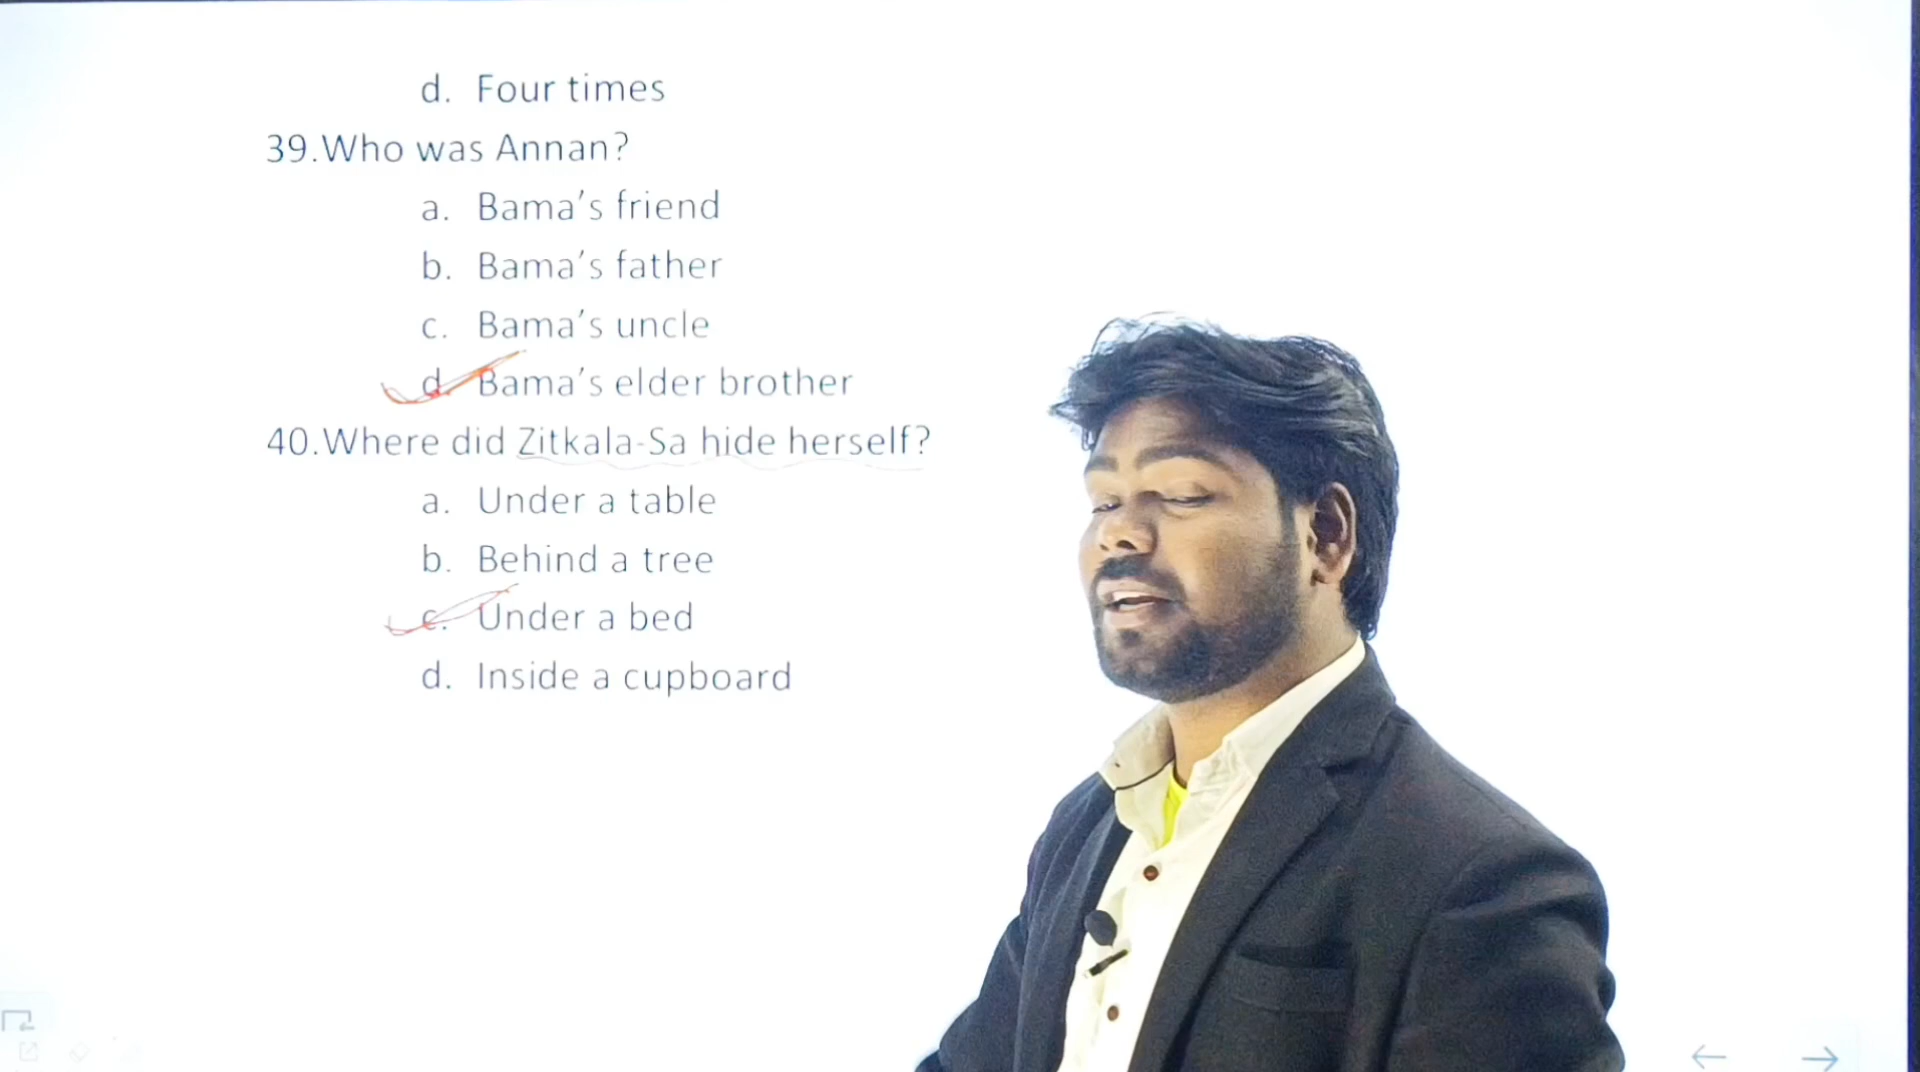 d. Four times
39.Who was Annan?
a. Bama's friend
b. Bama's father
c. Bama's uncle
d. Bama's elder brother
40.Where did Zitkala-Sa hide herself?
a. Under a table
b. Behind a tree
c. Under a bed
d. Inside a cupboard